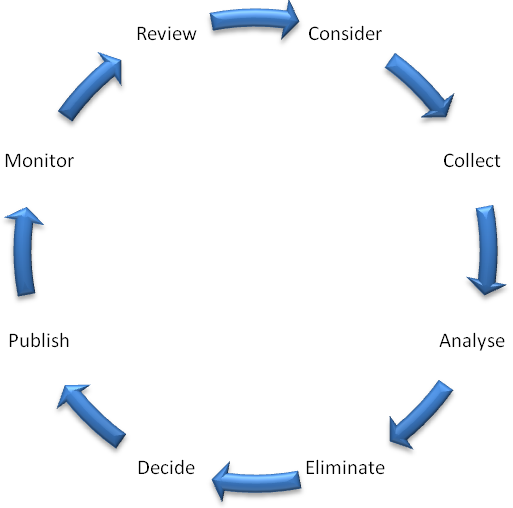 Review
Consider
Collect
Analyse
Eliminate
Decide
Publish
Monitor